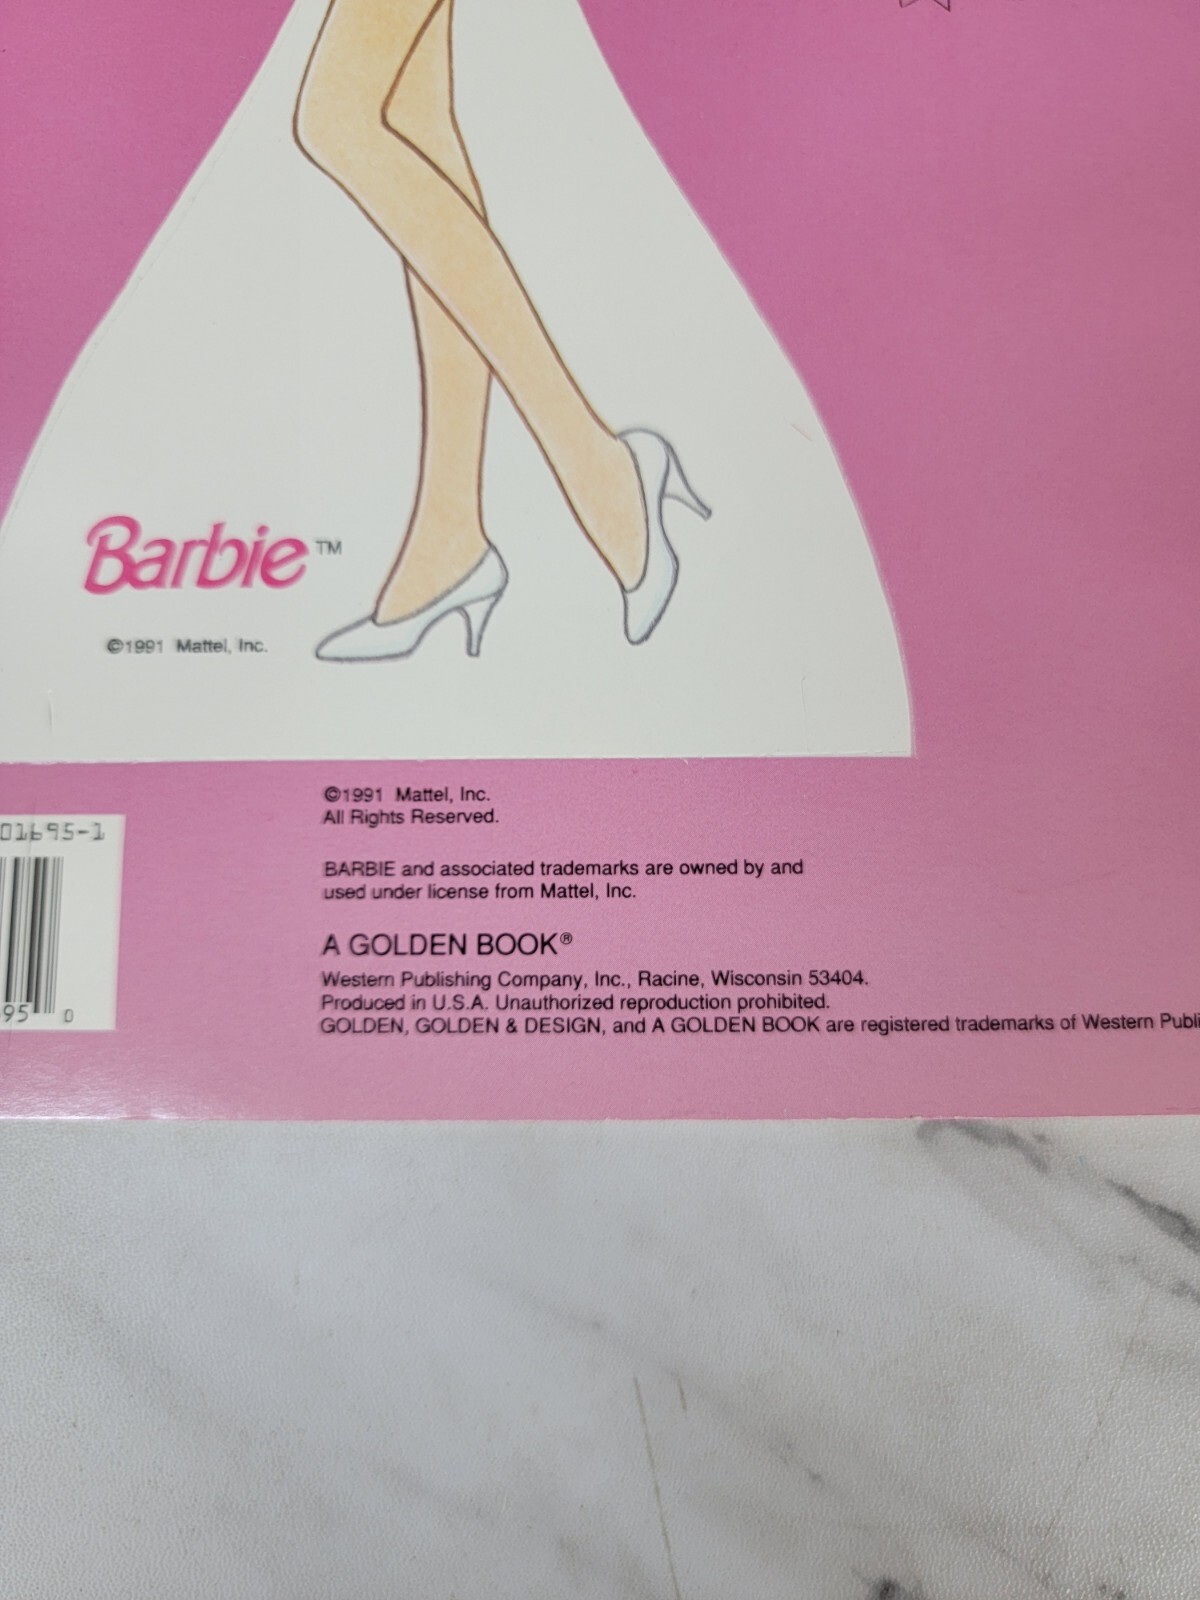 Barbie™
©1991 Mattel, Inc.
©1991 Mattel, Inc.
All Rights Reserved.
BARBIE and associated trademarks are owned by and
used under license from Mattel, Inc.
01695-1
95 0
A GOLDEN BOOK®
Western Publishing Company, Inc., Racine, Wisconsin 53404.
Produced in U.S.A. Unauthorized reproduction prohibited.
GOLDEN, GOLDEN & DESIGN, and A GOLDEN BOOK are registered trademarks of Western Publi